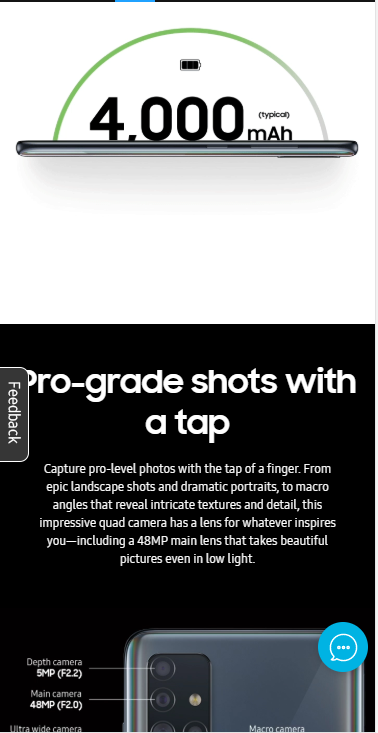 4,000 (typical) mAh
Pro-grade shots with
a tap
Feedback
Capture pro-level photos with the tap of a finger. From
epic landscape shots and dramatic portraits, to macro
angles that reveal intricate textures and detail, this
impressive quad camera has a lens for whatever inspires
you—including a 48MP main lens that takes beautiful
pictures even in low light.
Depth camera
5MP (F2.2)
Main camera
48MP (F2.0)
Ultra wide camera
Macro camera